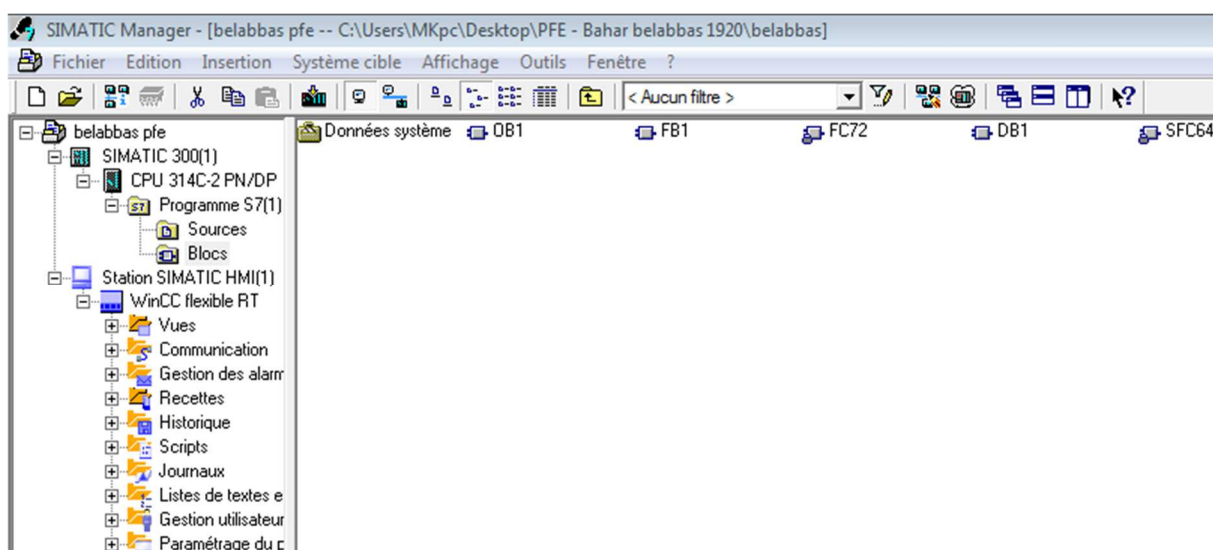 SIMATIC Manager - [belabbas pfe -- C:\Users\MKpc\Desktop\PFE - Bahar belabbas 1920\belabbas]
Fichier Edition Insertion Système cible Affichage Outils Fenêtre ?
< Aucun filtre >
belabbas pfe
SIMATIC 300(1)
CPU 314C-2 PN/DP
S7 Programme S7(1)
Sources
Blocs
Station SIMATIC HMI(1)
WinCC flexible RT
Vues
Communication
Gestion des alarm
Recettes
Historique
Scripts
Journaux
Listes de textes e
Gestion utilisateur
Paramétrage du p
Données système OB1 FB1 FC72 DB1 SFC64